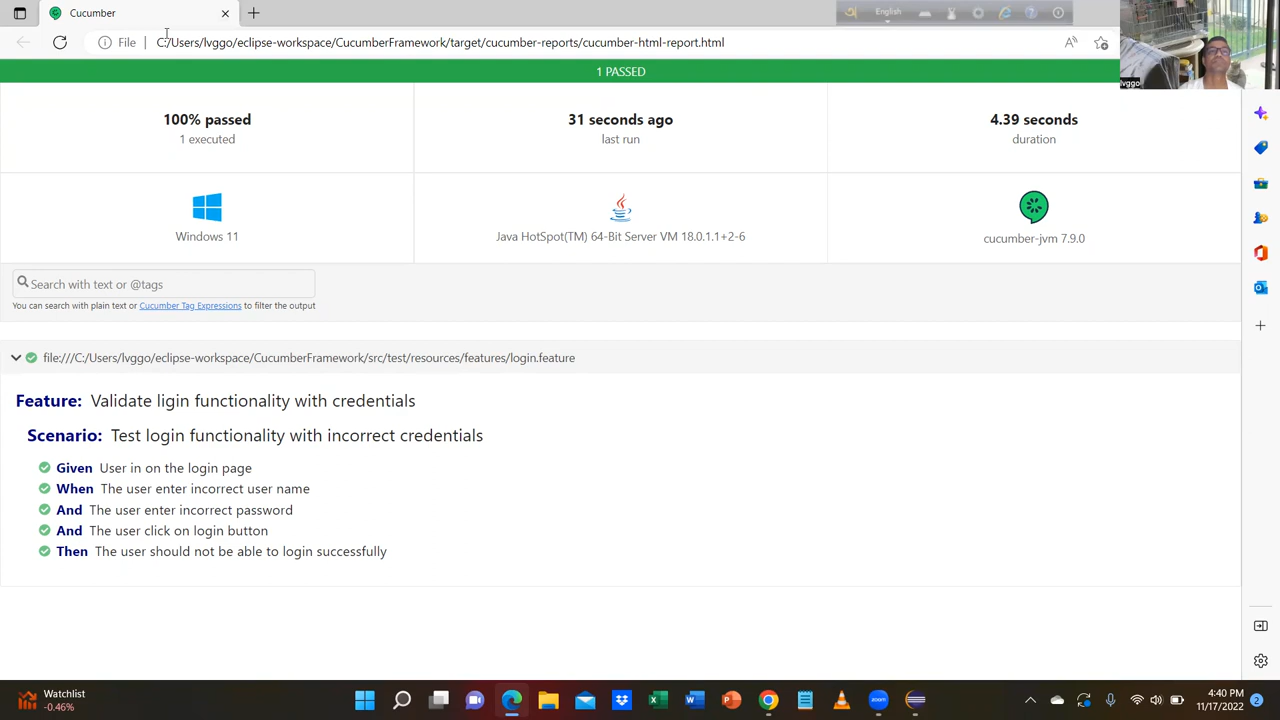 Cucumber
English
File
C:/Users/lvggo/eclipse-workspace/CucumberFramework/target/cucumber-reports/cucumber-html-report.html
lvggo
1 PASSED
100% passed
1 executed
31 seconds ago
last run
4.39 seconds
duration
Windows 11
Java HotSpot(TM) 64-Bit Server VM 18.0.1.1+2-6
cucumber-jvm 7.9.0
Search with text or @tags
You can search with plain text or Cucumber Tag Expressions to filter the output
file:///C:/Users/lvggo/eclipse-workspace/CucumberFramework/src/test/resources/features/login.feature
Feature: Validate ligin functionality with credentials
Scenario: Test login functionality with incorrect credentials
Given User in on the login page
When The user enter incorrect user name
And The user enter incorrect password
And The user click on login button
Then The user should not be able to login successfully
Watchlist
-0.46%
zoom
4:40 PM
11/17/2022
2